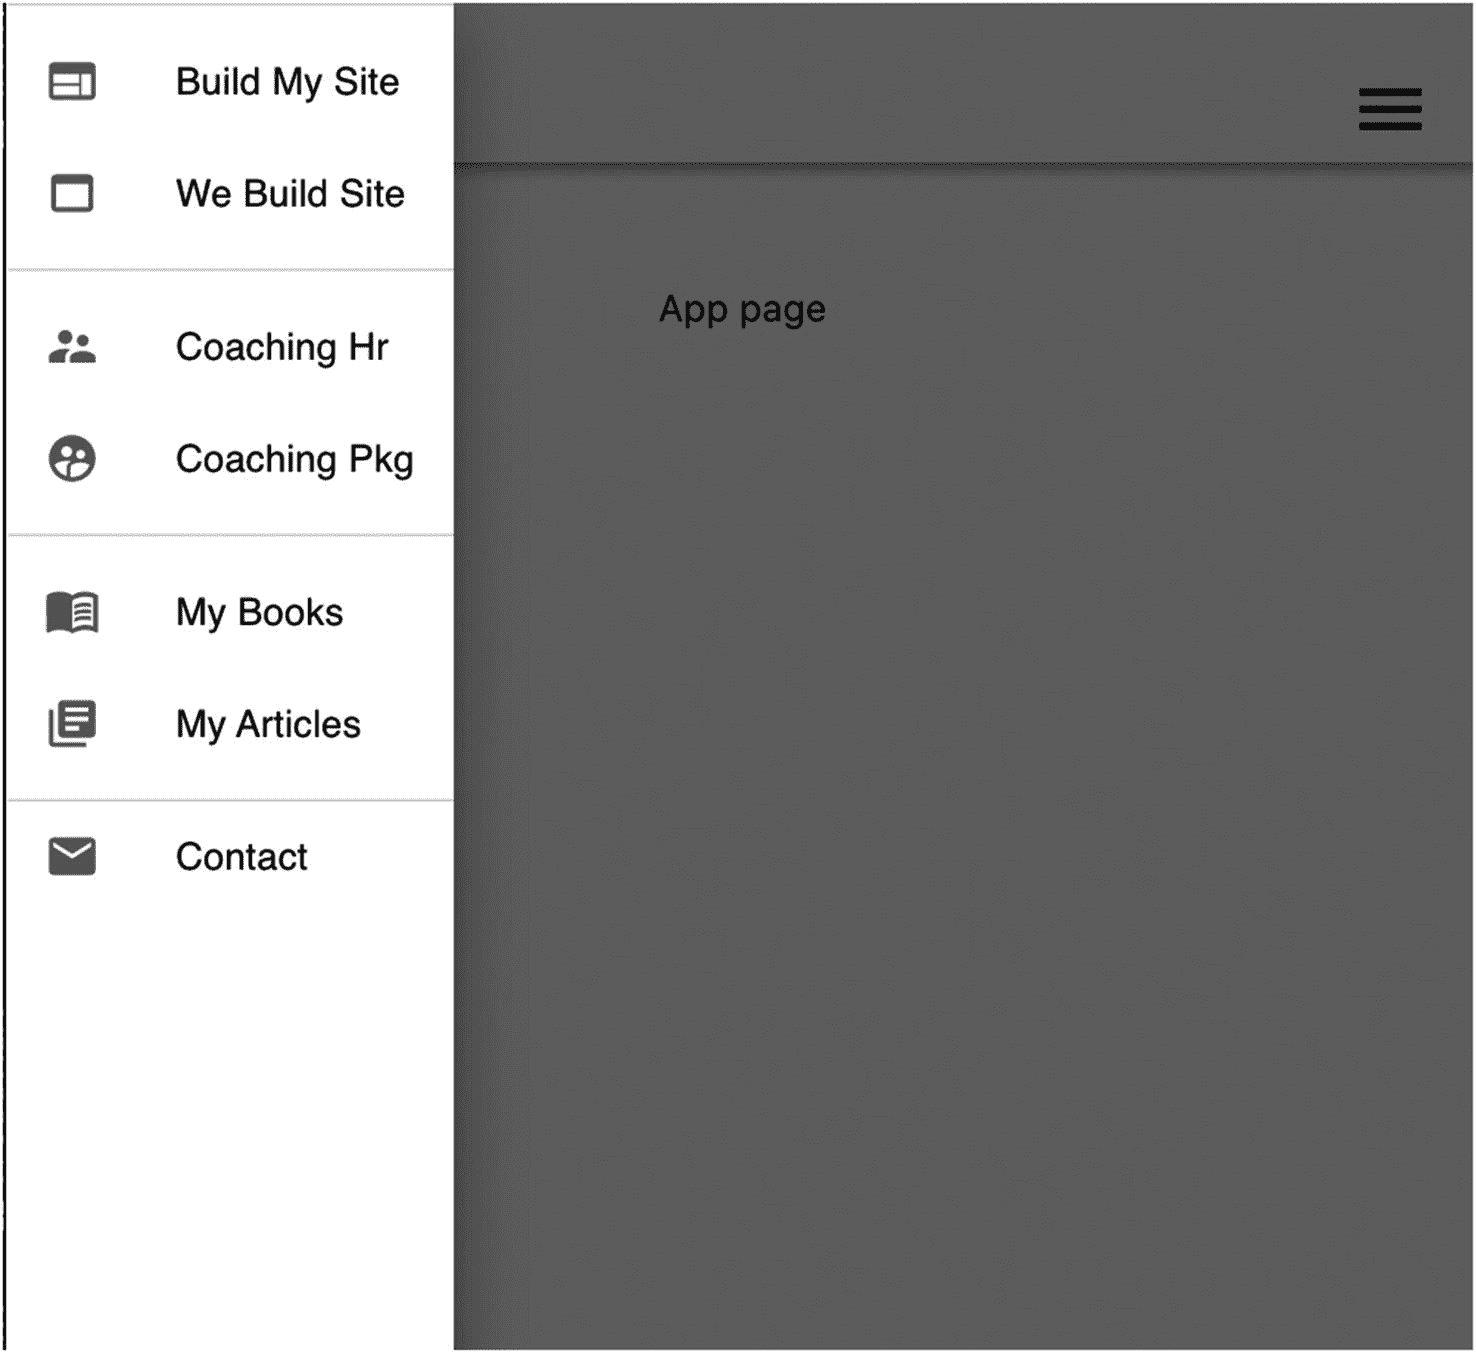 Build My Site
We Build Site
Coaching Hr
Coaching Pkg
My Books
My Articles
Contact
App page